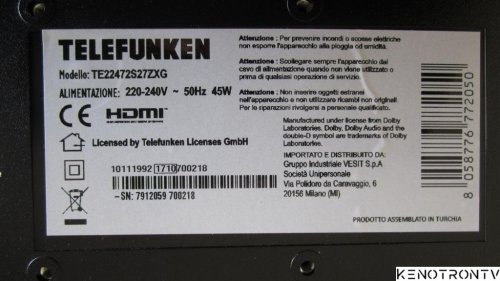 TELEFUNKEN
Modello: TE22472S27ZXG
ALIMENTAZIONE: 220-240V ~ 50Hz 45W
CE HDMI
Licensed by Telefunken Licenses GmbH
10111992 1710 700218
-SN: 7912059 700218
Attenzione : Per prevenire incendi o scosse elettriche
non esporre l'apparecchio alla pioggia od umidità.
Attenzione : Scollegare sempre l'apparecchio dal
cavo di alimentazione quando non viene utilizzato o
prima di qualsiasi operazione di servizio.
Attenzione : Non inserire oggetti estranei
nell'apparecchio o non utilizzare ricambi non originali
Per le riparazioni rivolgersi a personale qualificato.
Manufactured under license from Dolby
Laboratories. Dolby, Dolby Audio and the
double-D symbol are trademarks of Dolby
Laboratories.
IMPORTATO E DISTRIBUITO DA:
Gruppo Industriale VESIT S.p.A
Società Unipersonale
Via Polidoro da Caravaggio, 6
20156 Milano (MI)
8 058776 772050
PRODOTTO ASSEMBLATO IN TURCHIA
KENOTRONTV